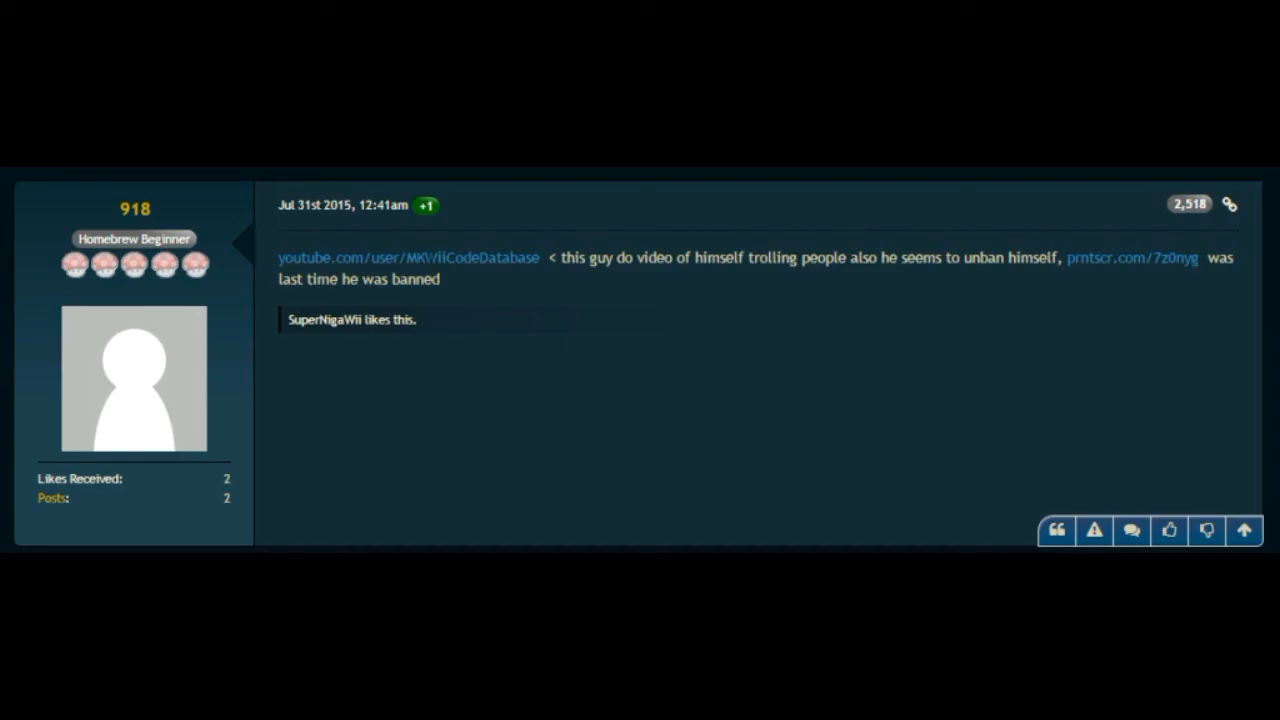 918
Homebrew Beginner
Likes Received: 2
Posts: 2
Jul 31st 2015, 12:41am +1
2,518
youtube.com/user/MKWiiCodeDatabase < this guy do video of himself trolling people also he seems to unban himself, prntscr.com/7z0nyg was
last time he was banned
SuperNigaWii likes this.